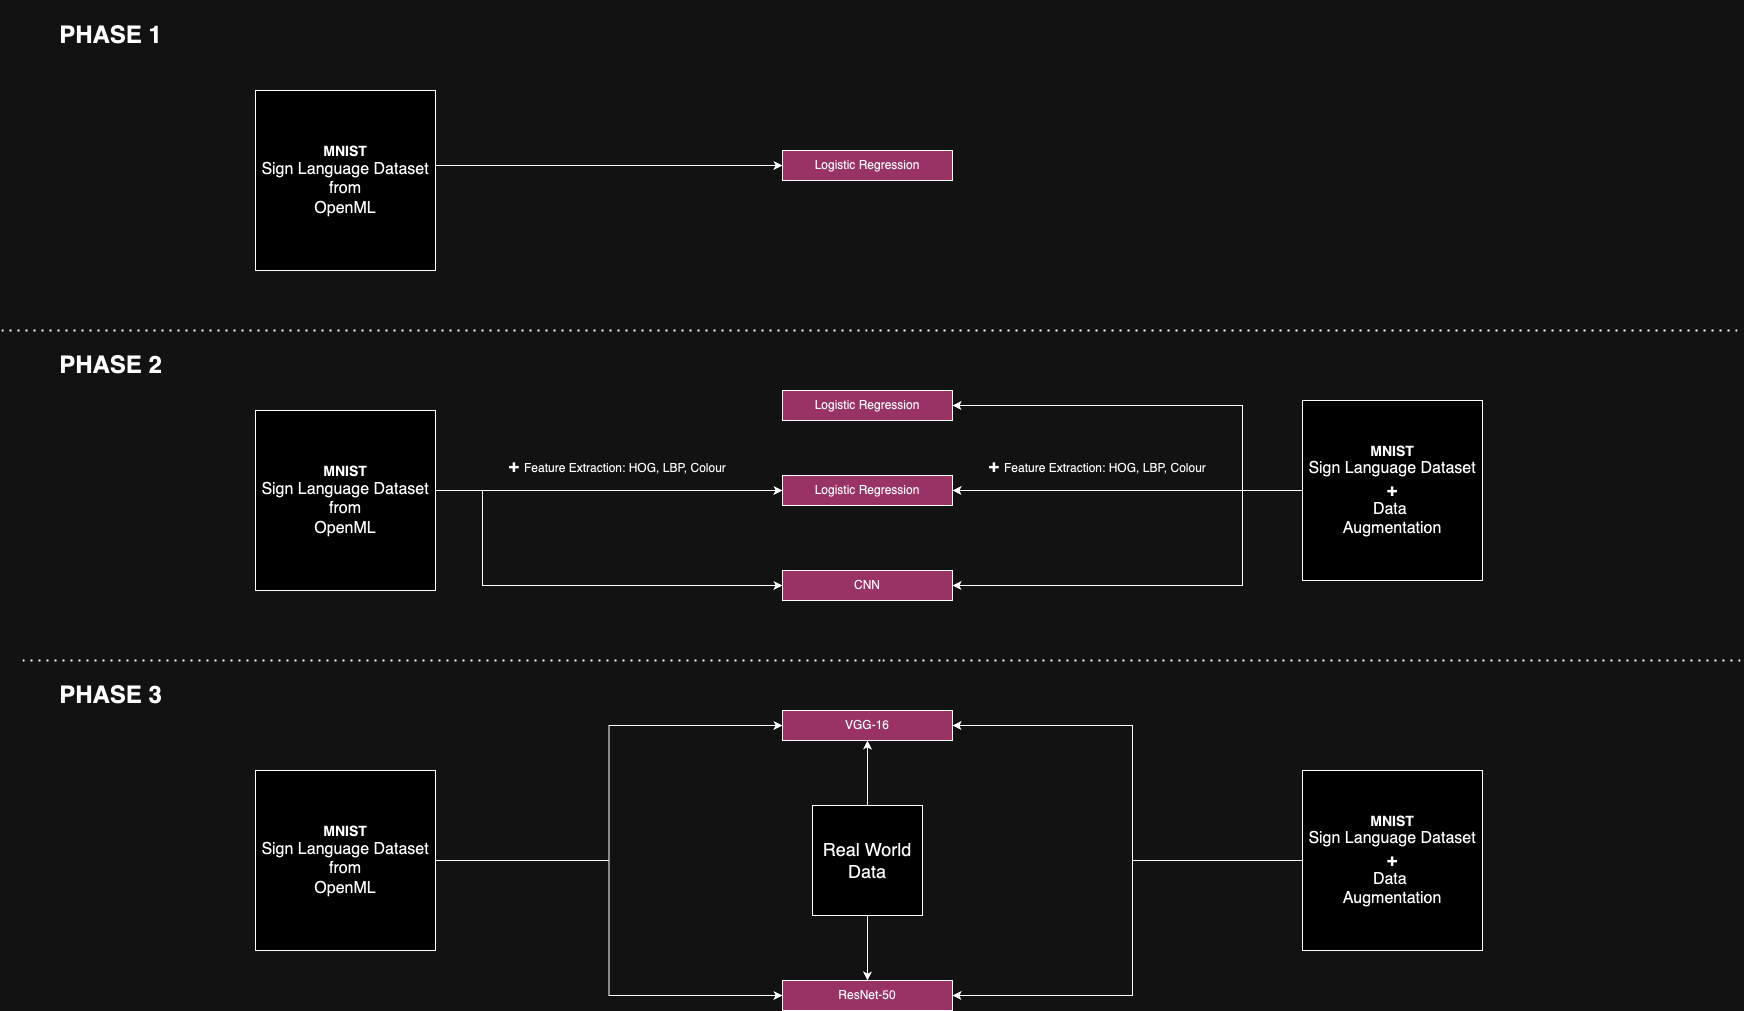 PHASE 1
MNIST
Sign Language Dataset
from
OpenML
Logistic Regression
PHASE 2
MNIST
Sign Language Dataset
from
OpenML
+ Feature Extraction: HOG, LBP, Colour
Logistic Regression
Logistic Regression
CNN
+ Feature Extraction: HOG, LBP, Colour
MNIST
Sign Language Dataset
+
Data
Augmentation
PHASE 3
MNIST
Sign Language Dataset
from
OpenML
VGG-16
Real World
Data
ResNet-50
MNIST
Sign Language Dataset
+
Data
Augmentation